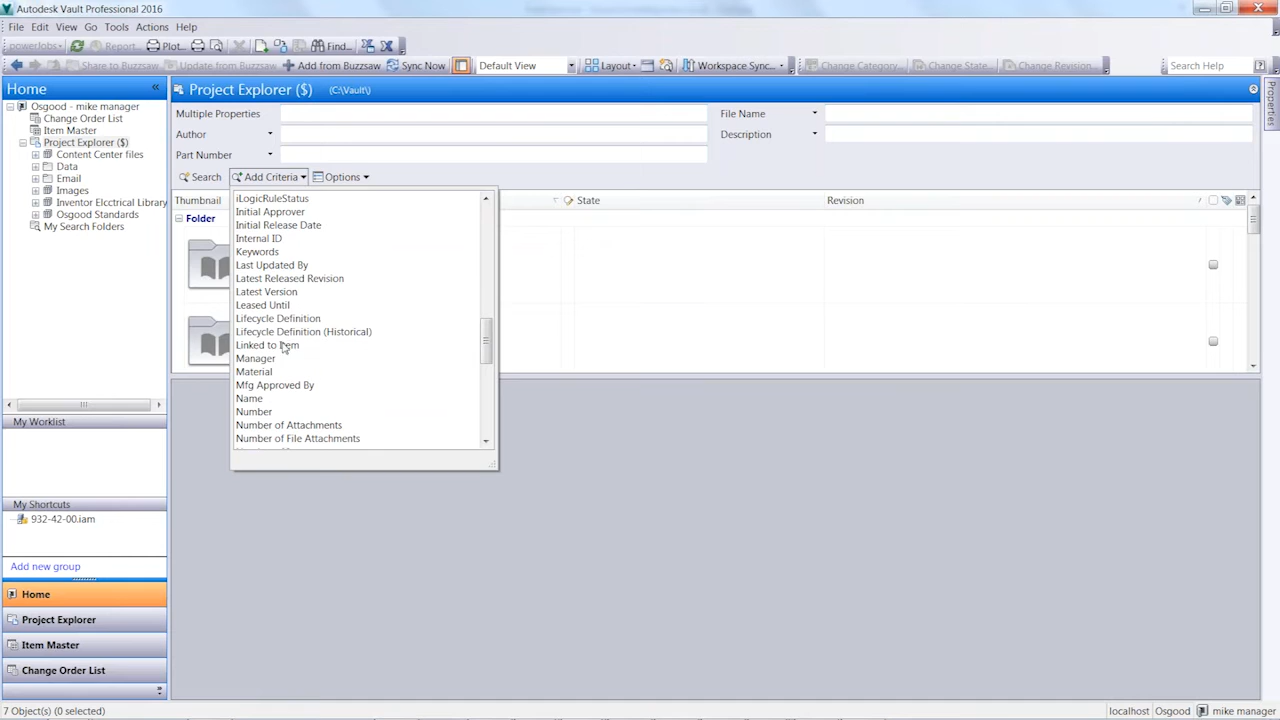 Autodesk Vault Professional 2016
File Edit View Go Tools Actions Help
powerJobs Report... Plot... Find...
Share to Buzzsaw Update from Buzzsaw Add from Buzzsaw Sync Now Default View Layout Workspace Sync... Change Category... Change State... Change Revision... Search Help
Home
Osgood - mike manager
Change Order List
Item Master
Project Explorer ($)
Content Center files
Data
Email
Images
Inventor Elcctrical Library
Osgood Standards
My Search Folders
My Worklist
My Shortcuts
932-42-00.iam
Add new group
Home
Project Explorer
Item Master
Change Order List
Project Explorer ($) (C:\Vault\)
Multiple Properties
File Name
Author
Description
Part Number
Search Add Criteria Options
Thumbnail State Revision
Folder
iLogicRuleStatus
Initial Approver
Initial Release Date
Internal ID
Keywords
Last Updated By
Latest Released Revision
Latest Version
Leased Until
Lifecycle Definition
Lifecycle Definition (Historical)
Linked to Item
Manager
Material
Mfg Approved By
Name
Number
Number of Attachments
Number of File Attachments
Properties
7 Object(s) (0 selected) localhost Osgood mike manager